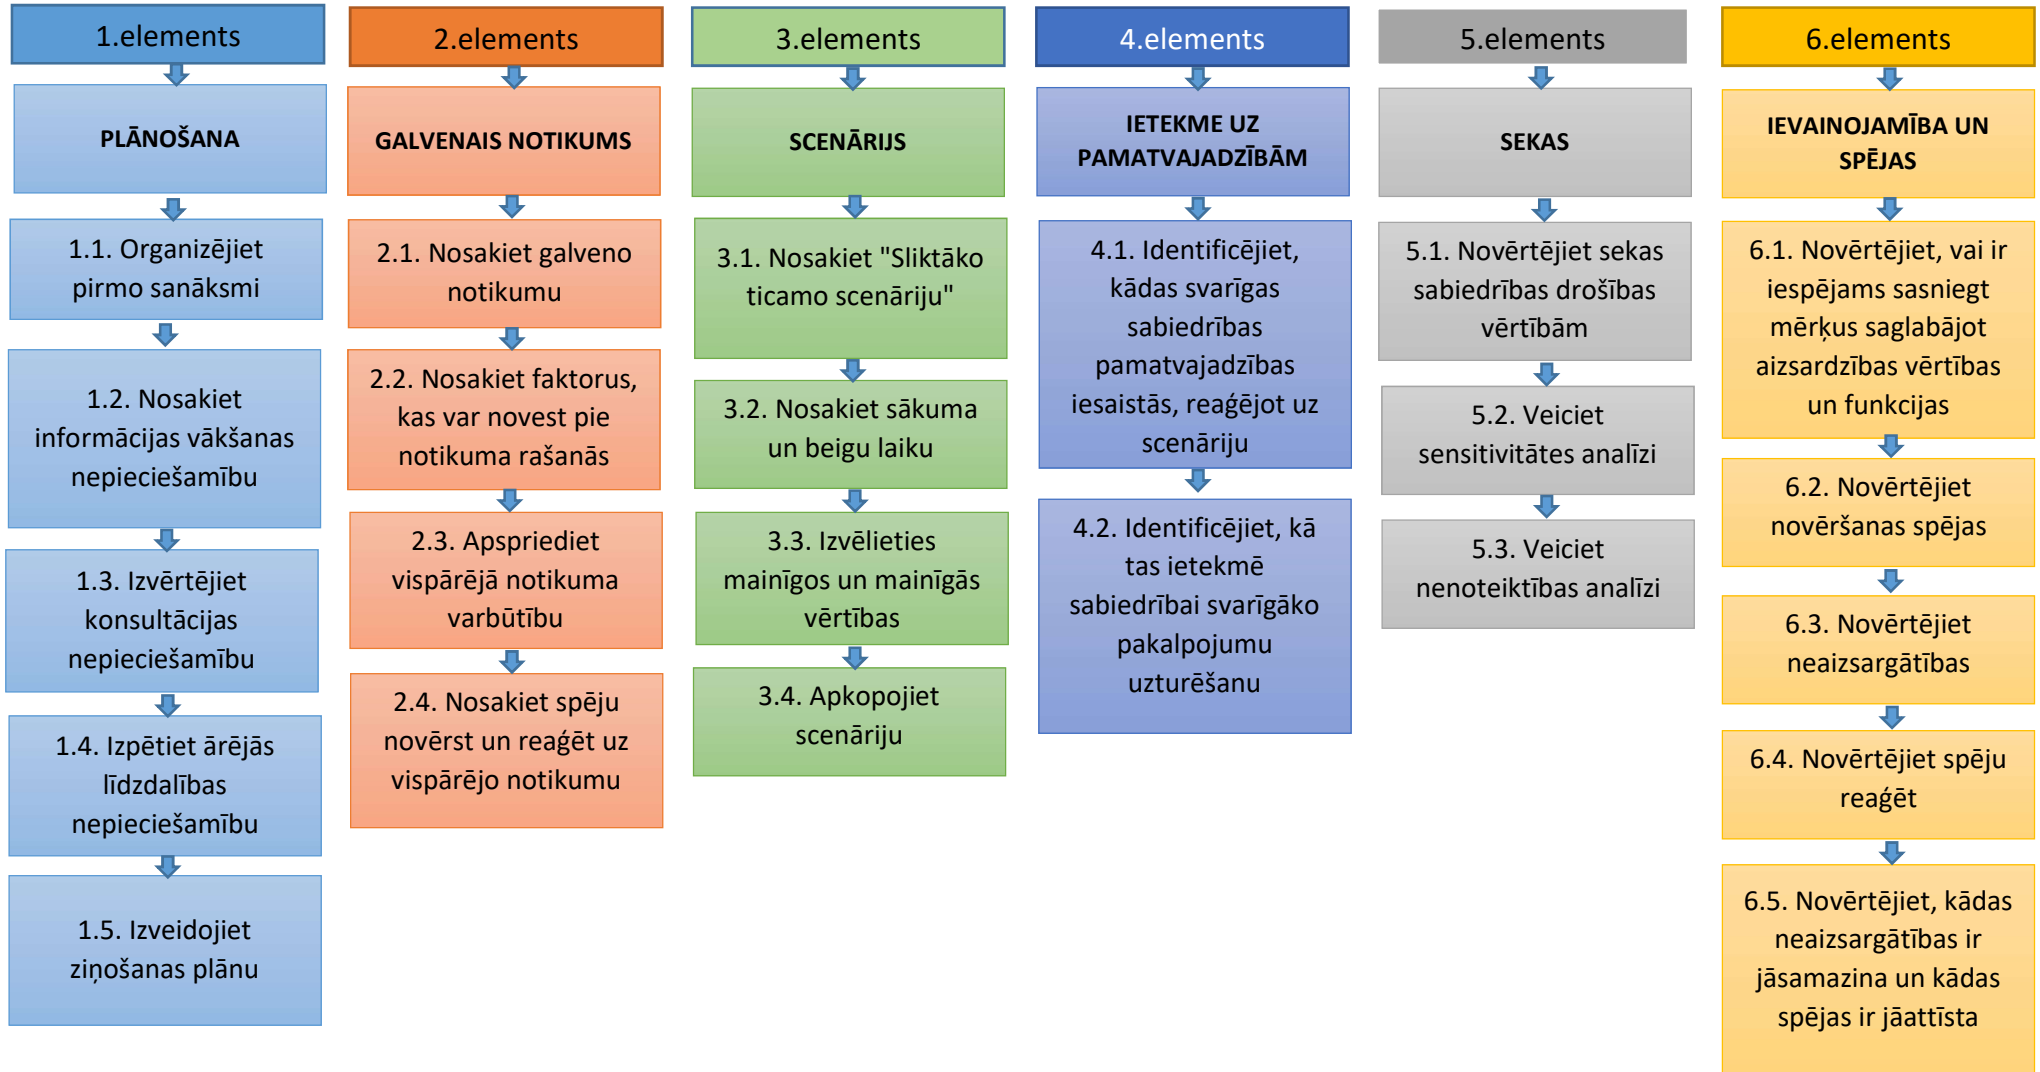 1.elements
PLĀNOŠANA
1.1. Organizējiet
pirmo sanāksmi
1.2. Nosakiet
informācijas vākšanas
nepieciešamību
1.3. Izvērtējiet
konsultācijas
nepieciešamību
1.4. Izpētiet ārējās
līdzdalības
nepieciešamību
1.5. Izveidojiet
ziņošanas plānu
2.elements
GALVENAIS NOTIKUMS
2.1. Nosakiet galveno
notikumu
2.2. Nosakiet faktorus,
kas var novest pie
notikuma rašanās
2.3. Apspriediet
vispārējā notikuma
varbūtību
2.4. Nosakiet spēju
novērst un reaģēt uz
vispārējo notikumu
3.elements
SCENĀRIJS
3.1. Nosakiet "Sliktāko
ticamo scenāriju"
3.2. Nosakiet sākuma
un beigu laiku
3.3. Izvēlieties
mainīgos un mainīgās
vērtības
3.4. Apkopojiet
scenāriju
4.elements
IETEKME UZ
PAMATVAJADZĪBĀM
4.1. Identificējiet,
kādas svarīgas
sabiedrības
pamatvajadzības
iesaistās, reaģējot uz
scenāriju
4.2. Identificējiet, kā
tas ietekmē
sabiedrībai svarīgāko
pakalpojumu
uzturēšanu
5.elements
SEKAS
5.1. Novērtējiet sekas
sabiedrības drošības
vērtībām
5.2. Veiciet
sensitivitātes analīzi
5.3. Veiciet
nenoteiktības analīzi
6.elements
IEVAINOJAMĪBA UN
SPĒJAS
6.1. Novērtējiet, vai ir
iespējams sasniegt
mērķus saglabājot
aizsardzības vērtības
un funkcijas
6.2. Novērtējiet
novēršanas spējas
6.3. Novērtējiet
neaizsargātības
6.4. Novērtējiet spēju
reaģēt
6.5. Novērtējiet, kādas
neaizsargātības ir
jāsamazina un kādas
spējas ir jāattīsta